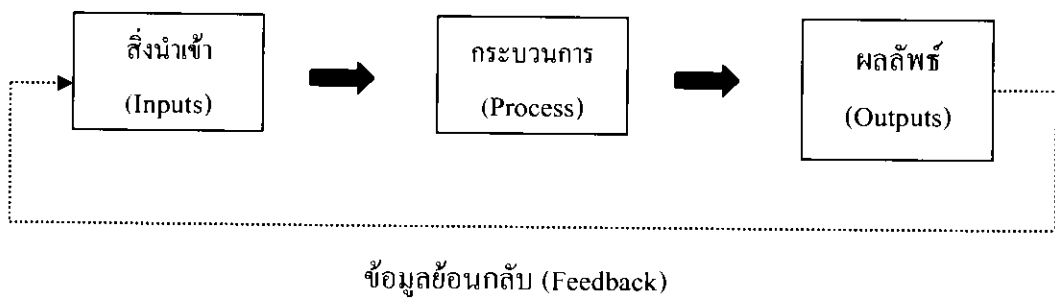 สิ่งนำเข้า
(Inputs)
กระบวนการ
(Process)
ผลลัพธ์
(Outputs)
ข้อมูลย้อนกลับ (Feedback)